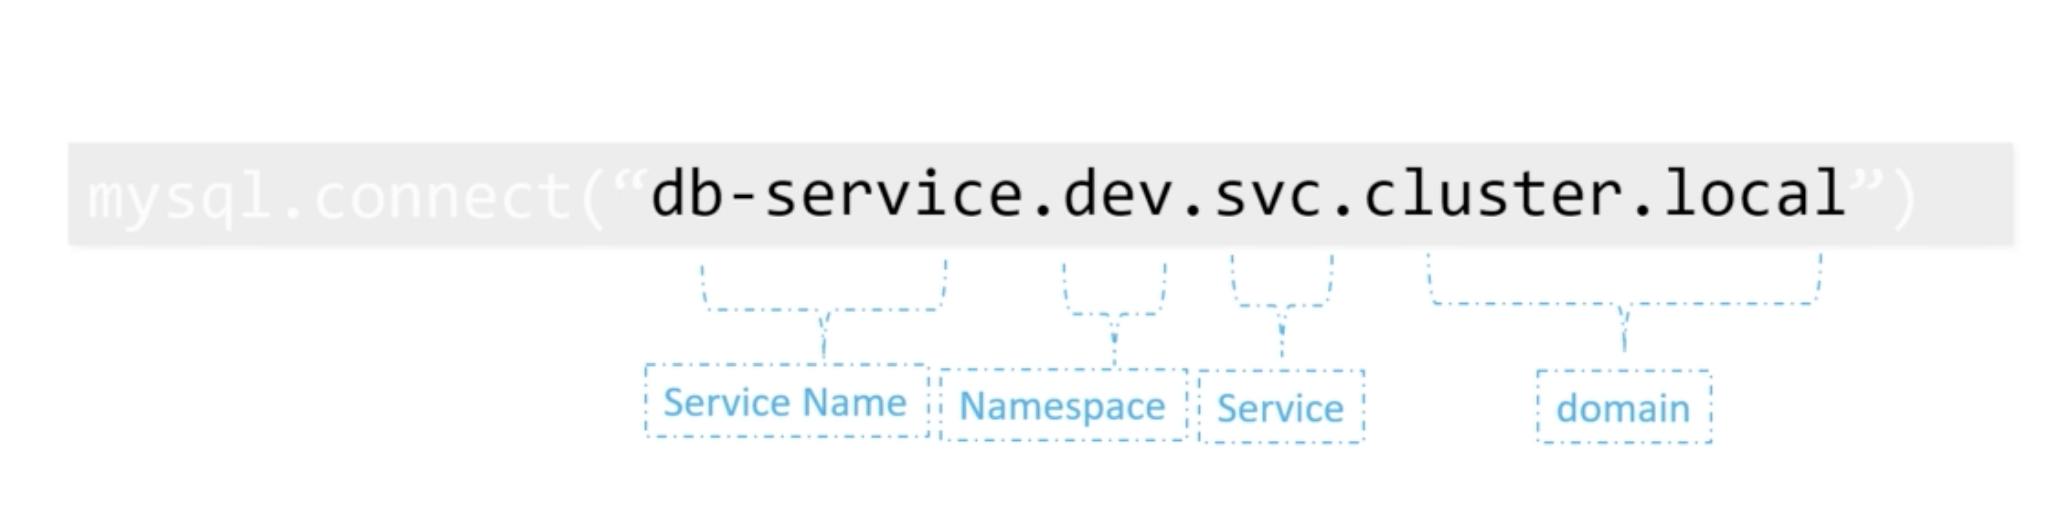 mysql.connect(“db-service.dev.svc.cluster.local”)
Service Name Namespace Service domain